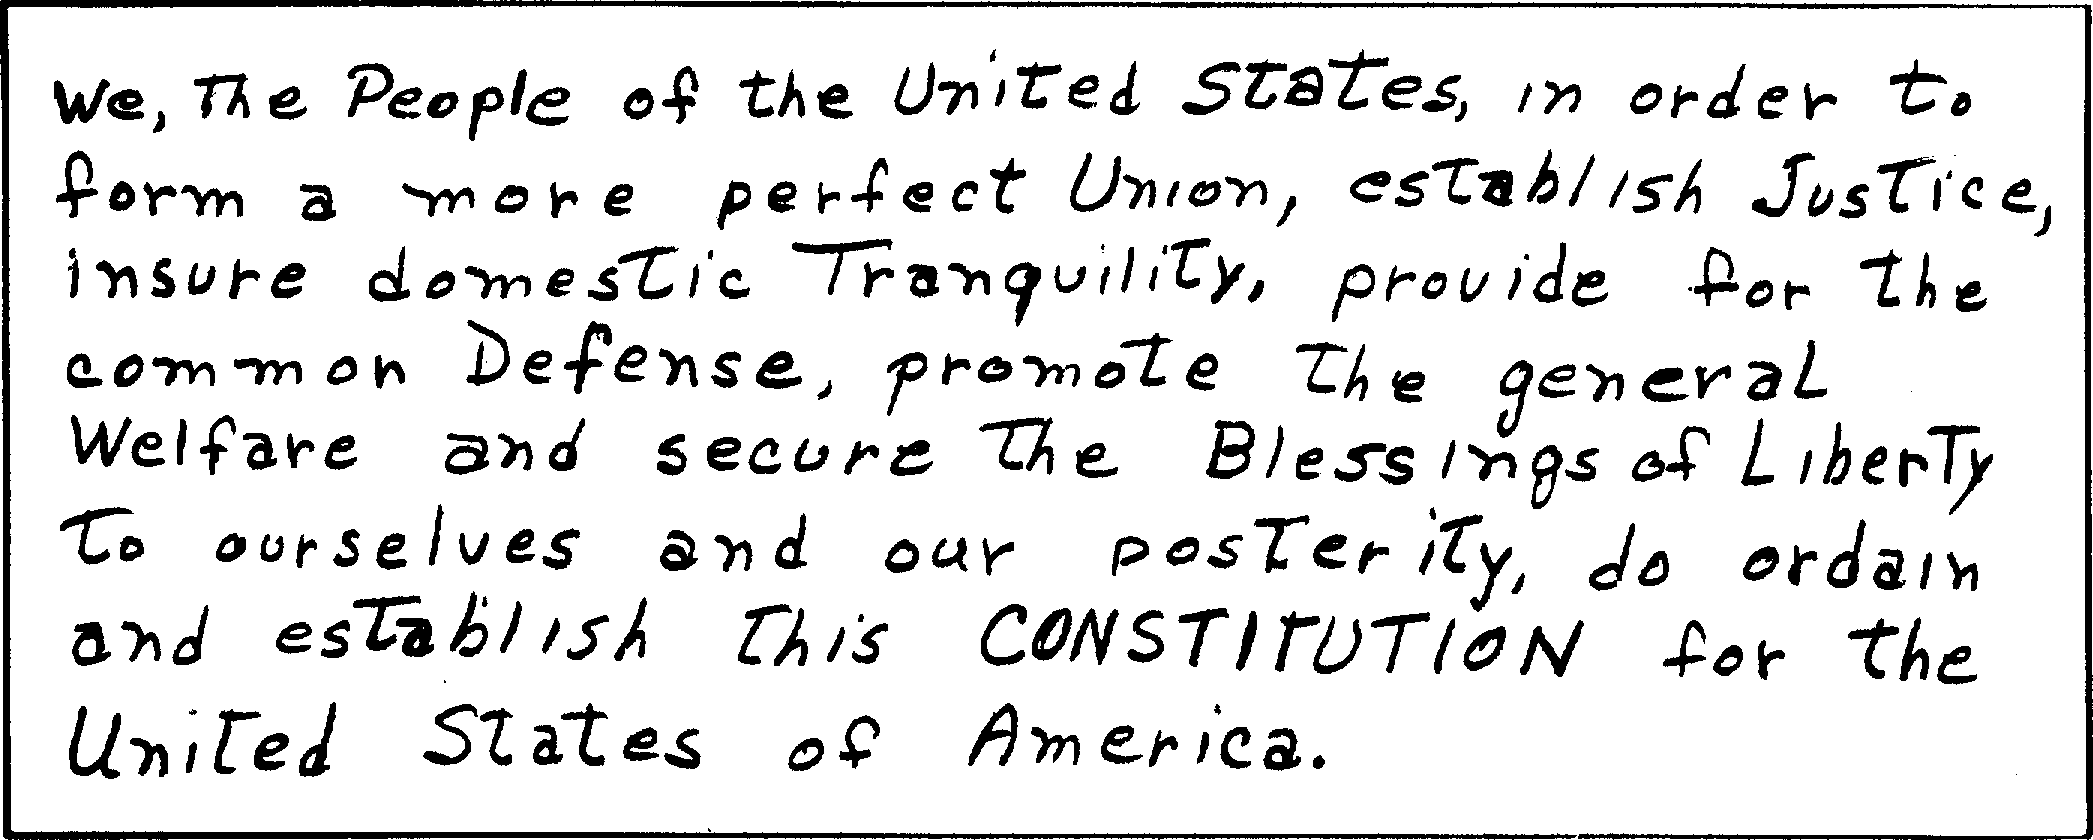 We, The People of the United States, in order to
form a more perfect Union, establish Justice,
insure domestic Tranquility, provide for the
common Defense, promote the general
Welfare and secure the Blessings of Liberty
to ourselves and our posterity, do ordain
and establish this CONSTITUTION for the
United States of America.